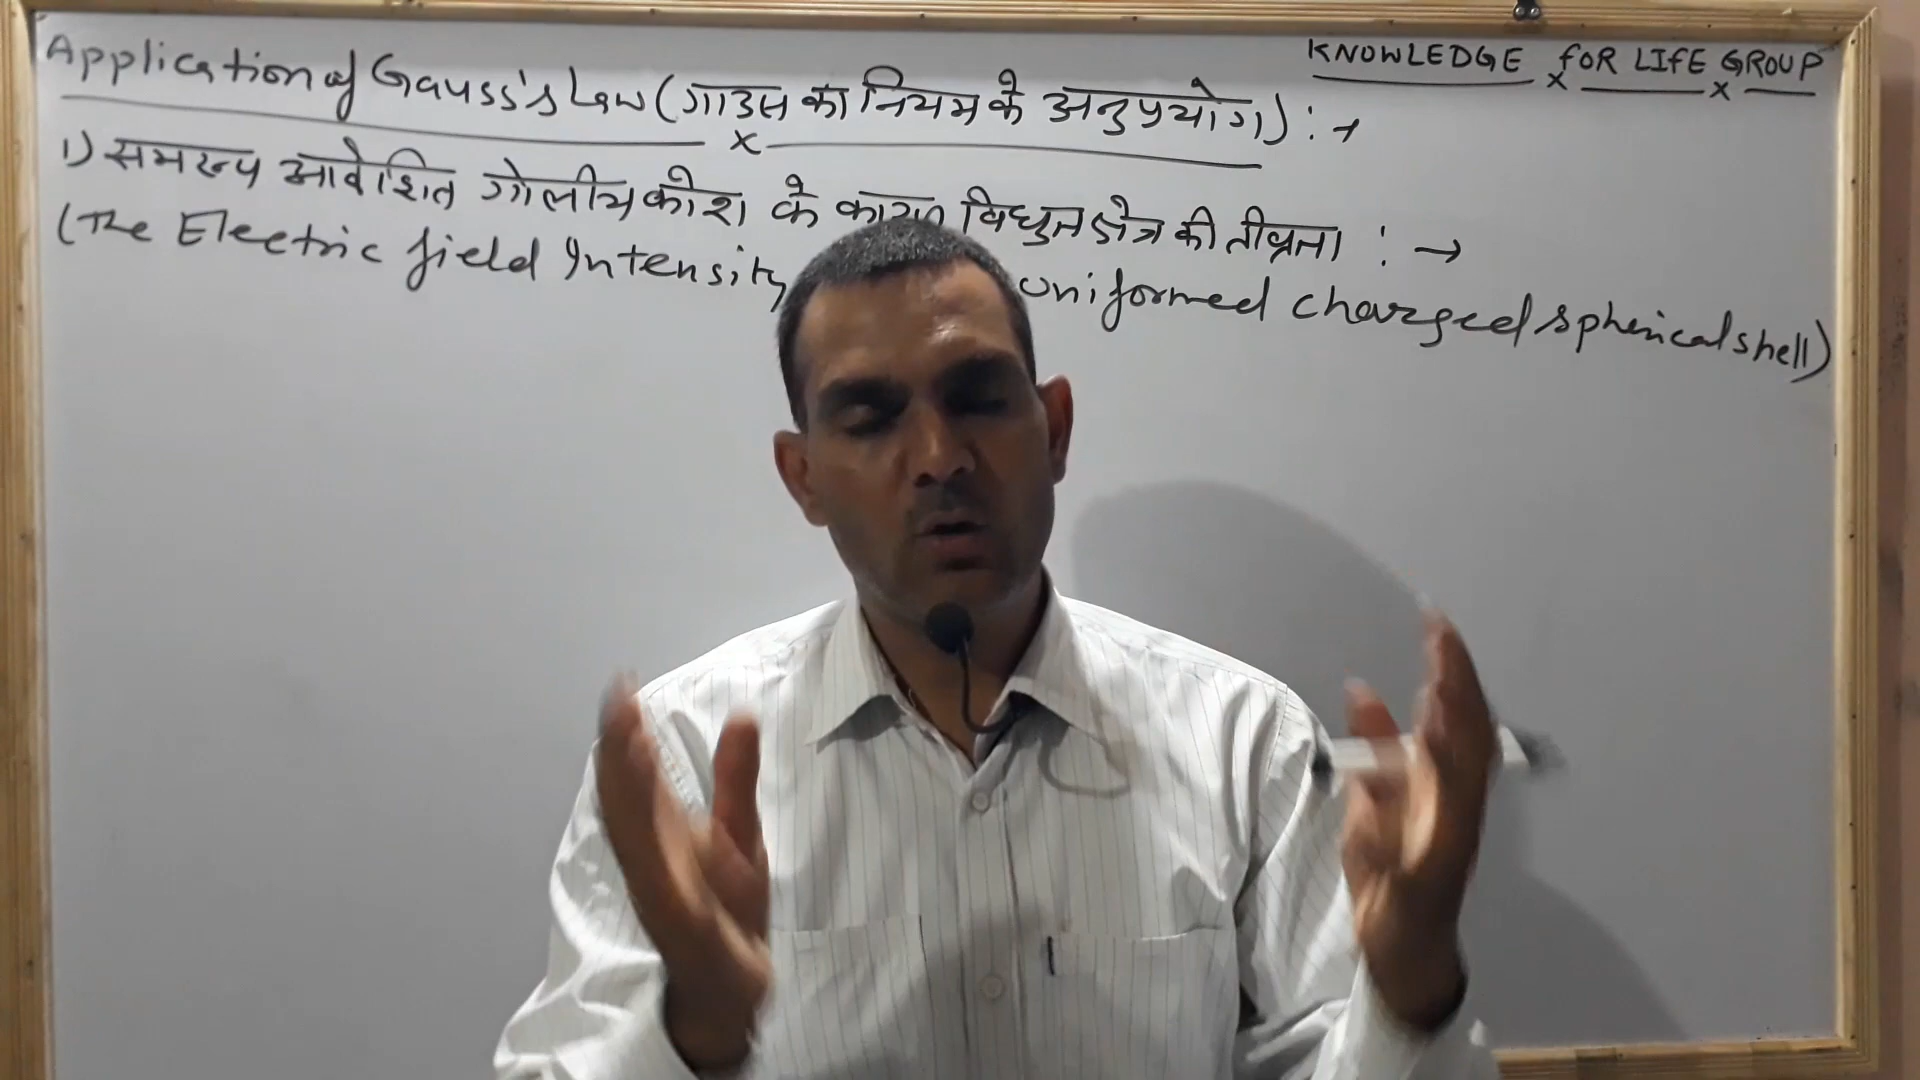 KNOWLEDGE FOR LIFE GROUP
Application of Gauss's Law (गाउस का नियम के अनुप्रयोग) : →
1) समरूप आवेशित गोलीय कोश के कारण विधुत क्षेत्र की तीव्रता : →
(The Electric field Intensity uniformed charged spherical shell)